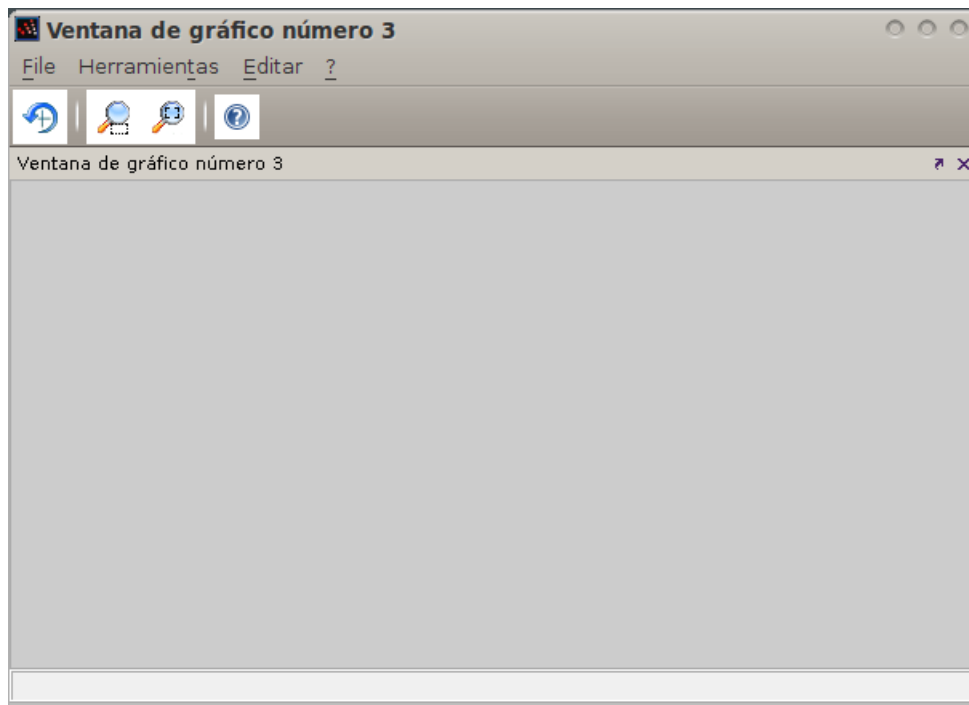 Ventana de gráfico número 3
File Herramientas Editar ?
Ventana de gráfico número 3